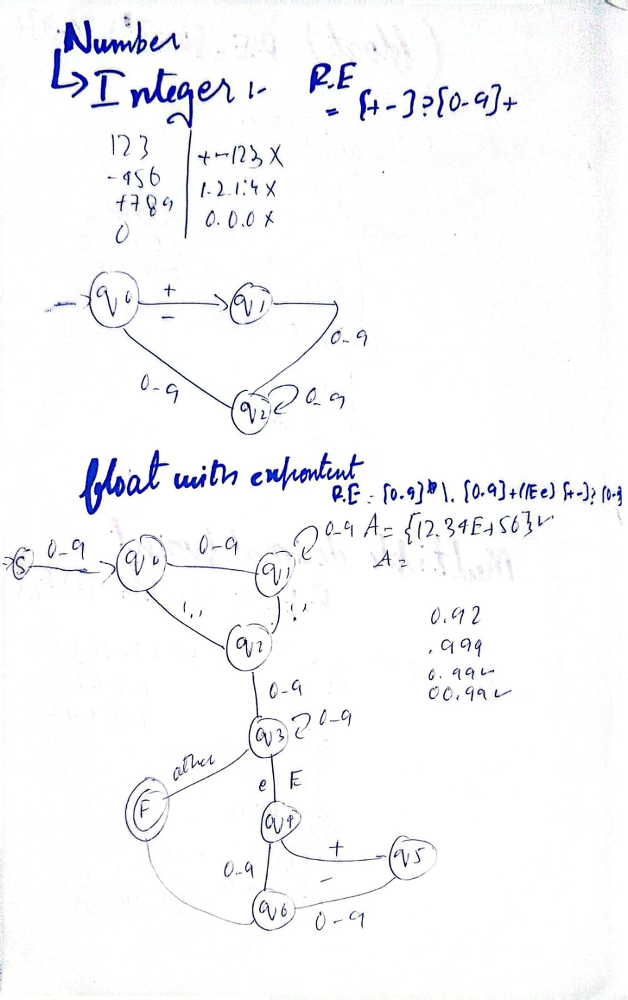 Number
↳ Integer :-
R.E
= [+-]?[0-9]+
123
-456
+789
0
+-123 X
1.2.1.4 X
0.0.0 X
q0
+
-
q1
0-9
0-9
q2
0-9
float with expontent
R.E = [0.9]* \. [0.9]+([Ee) [+-]? [0-9
A = {12.34E+56} ✓
A =
S
0-9
q0
0-9
q1
0-9
'.'
'.'
q2
0-9
q3
0-9
other
F
e
E
q4
+
-
q5
0-9
q6
0-9
0.92
.999
0.99 ✓
00.99 ✓